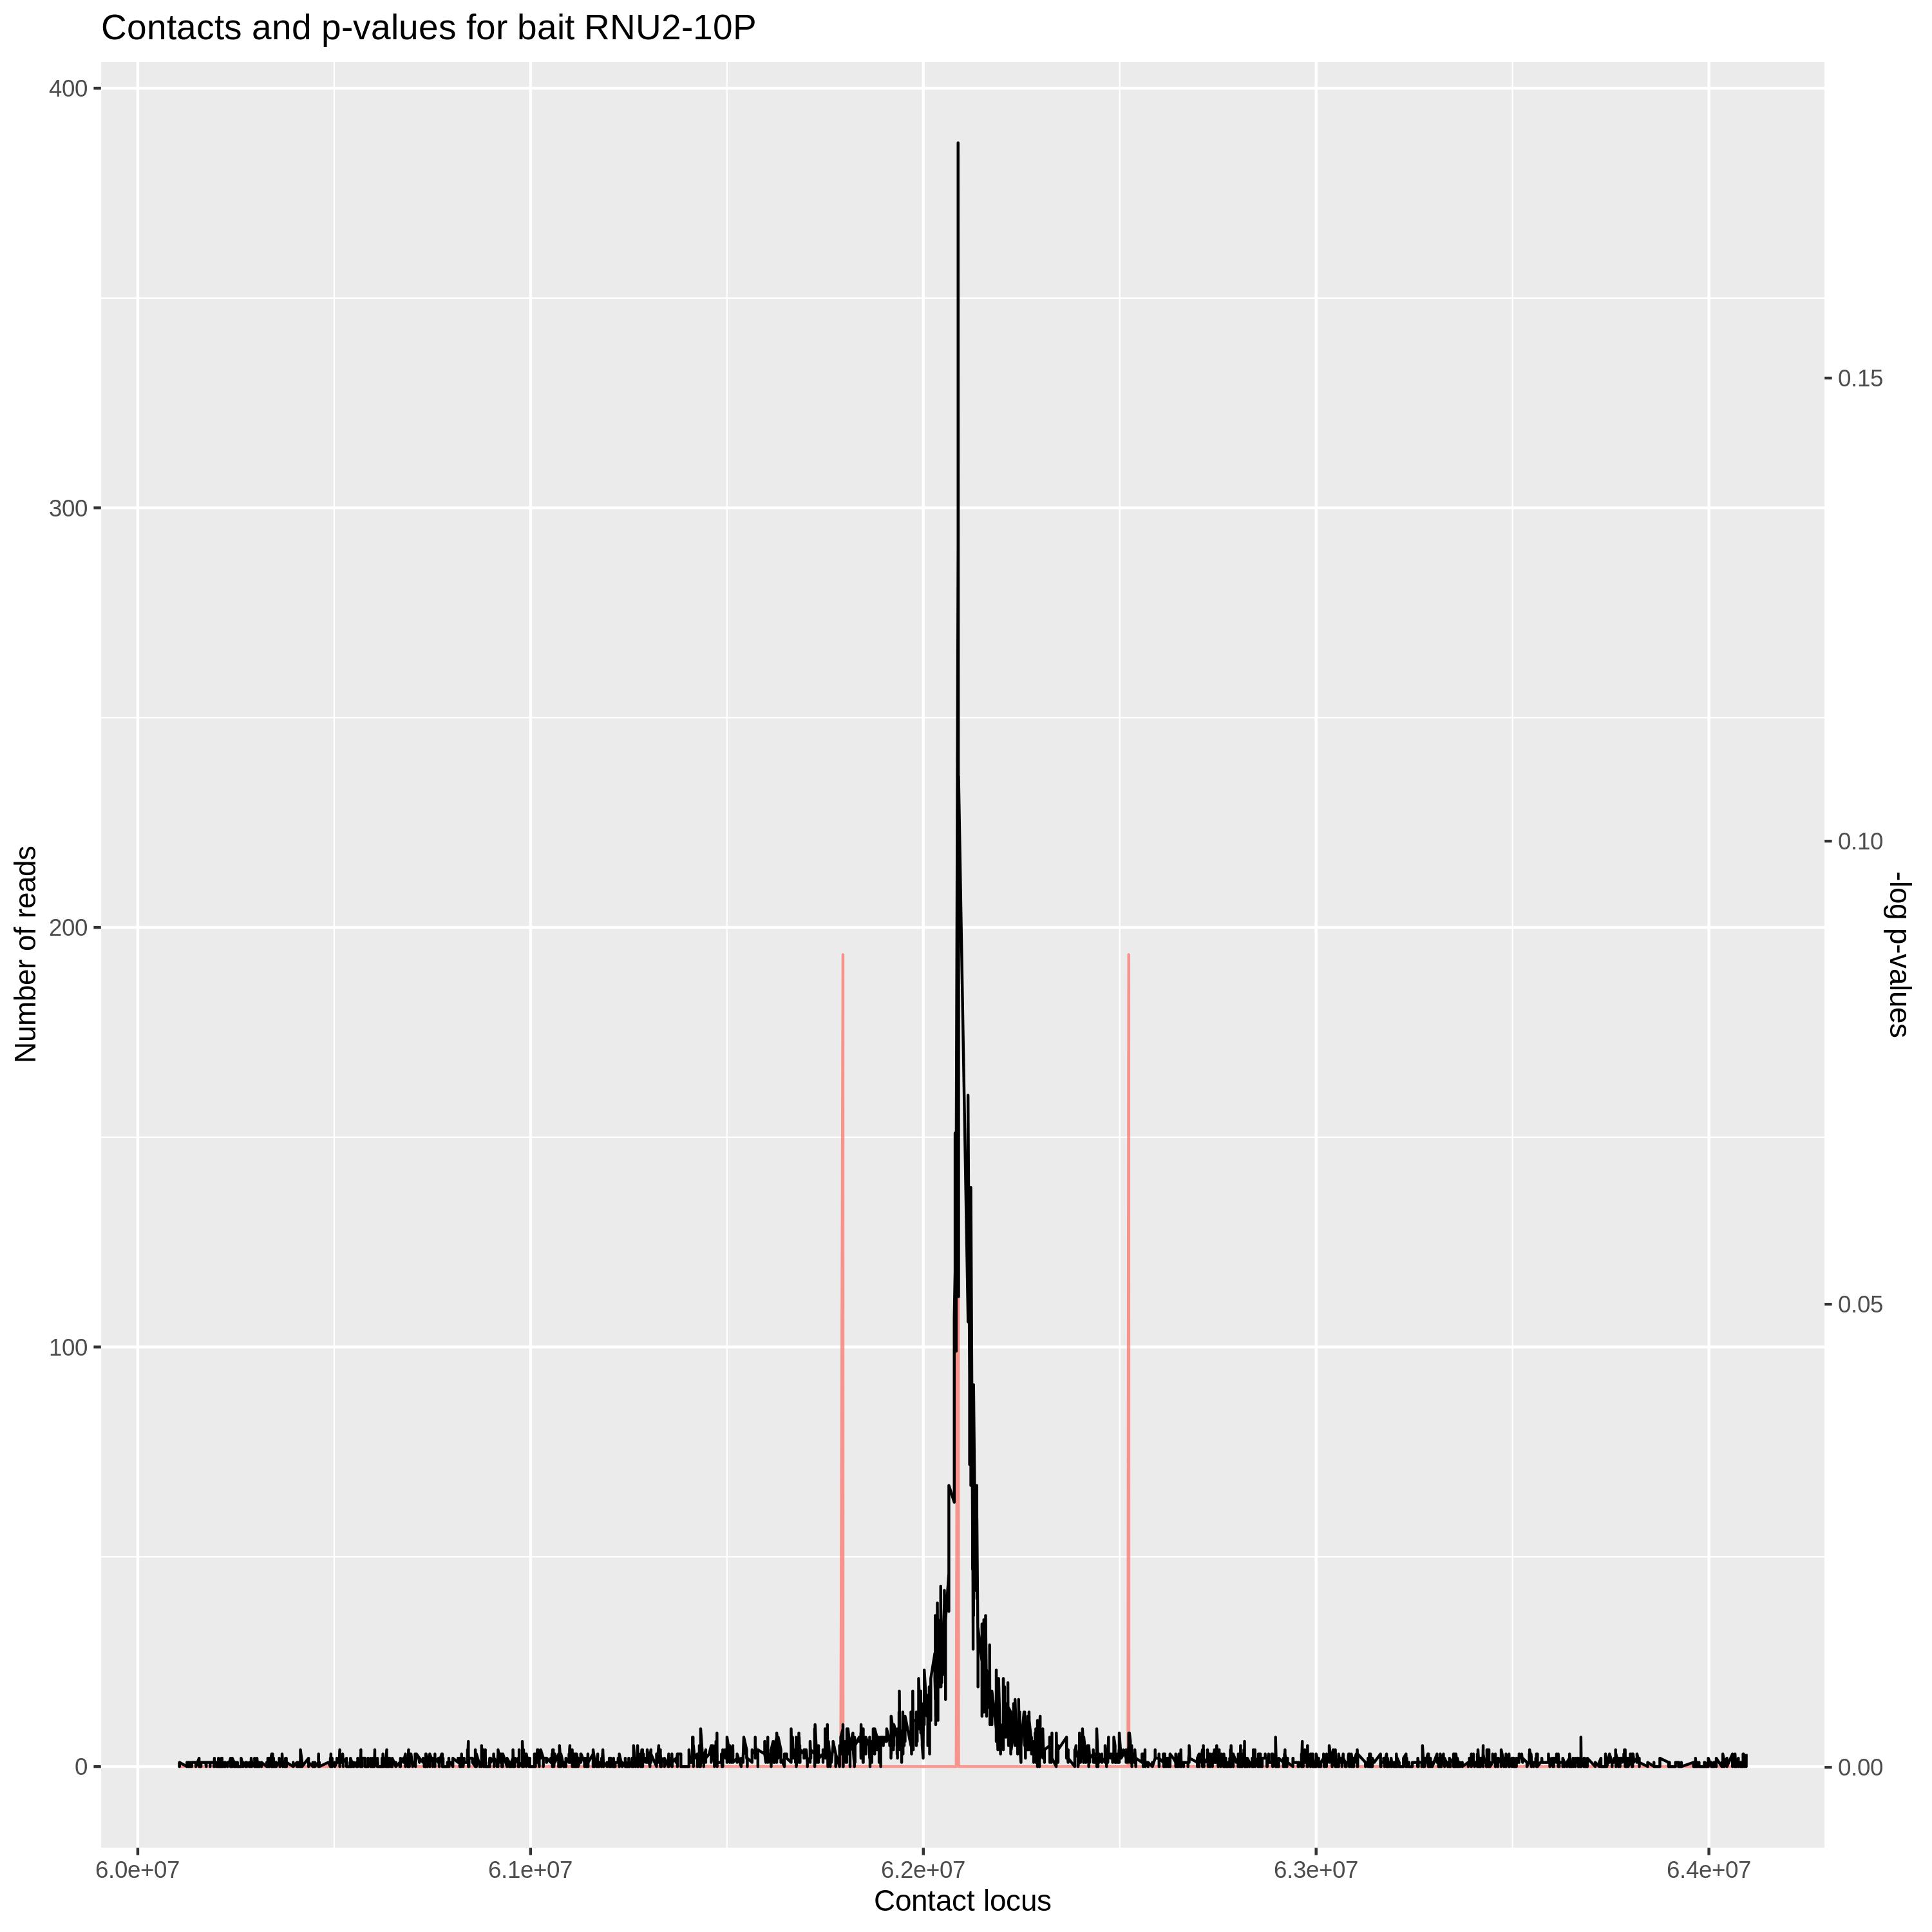 Contacts and p-values for bait RNU2-10P
400
300
200
100
0
Number of reads
0.15
0.10
0.05
0.00
-log p-values
6.0e+07 6.1e+07 6.2e+07 6.3e+07 6.4e+07
Contact locus